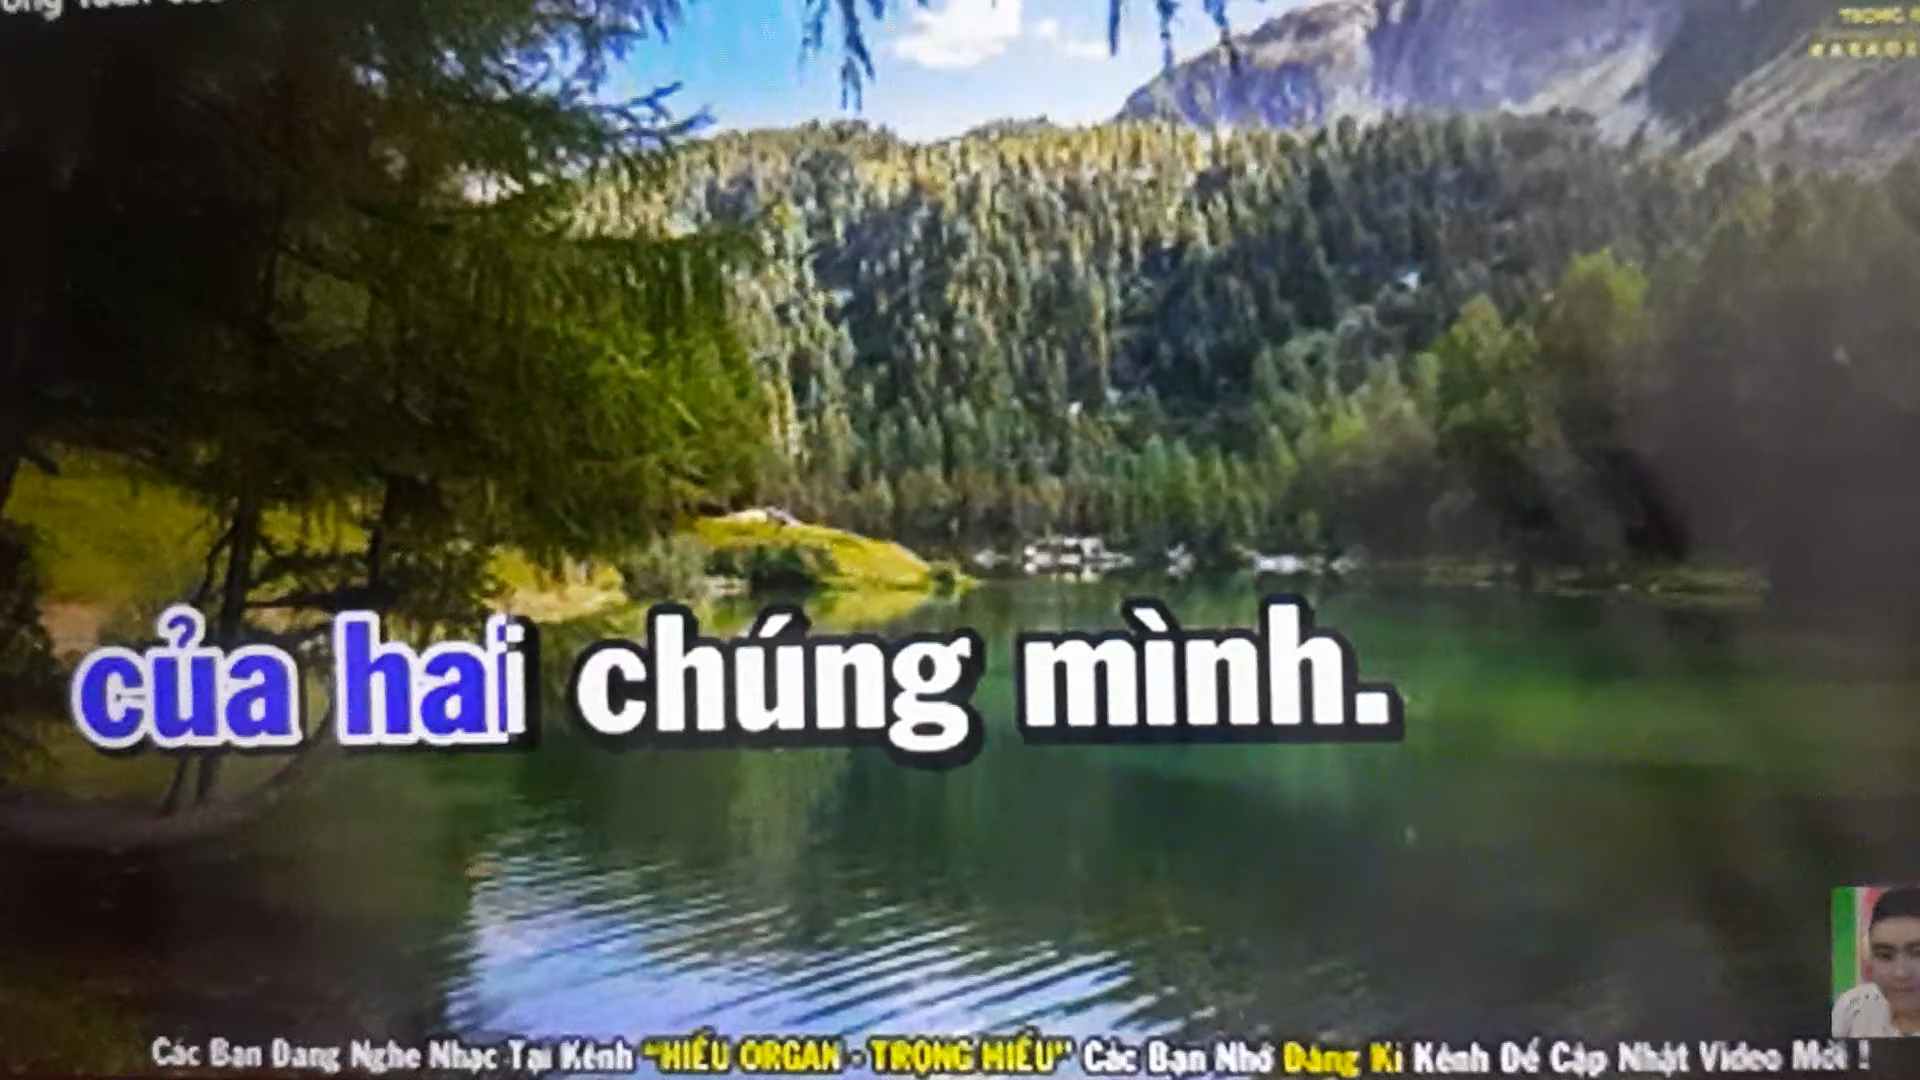 của hai chúng mình.
Các Bạn Đang Nghe Nhạc Tại Kênh "HIẾU ORGAN - TRỌNG HIẾU" Các Bạn Nhớ Đăng Kí Kênh Để Cập Nhật Video Mới !